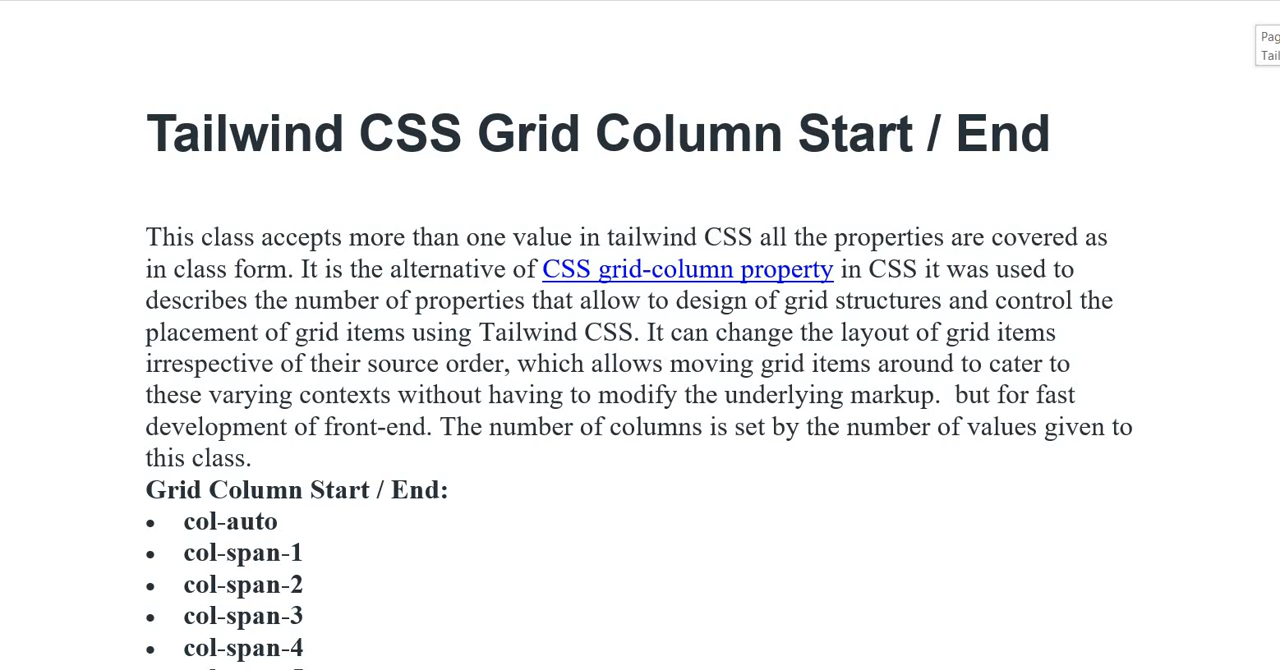 Pag
Tail
Tailwind CSS Grid Column Start / End
This class accepts more than one value in tailwind CSS all the properties are covered as
in class form. It is the alternative of CSS grid-column property in CSS it was used to
describes the number of properties that allow to design of grid structures and control the
placement of grid items using Tailwind CSS. It can change the layout of grid items
irrespective of their source order, which allows moving grid items around to cater to
these varying contexts without having to modify the underlying markup.  but for fast
development of front-end. The number of columns is set by the number of values given to
this class.
Grid Column Start / End:
• col-auto
• col-span-1
• col-span-2
• col-span-3
• col-span-4